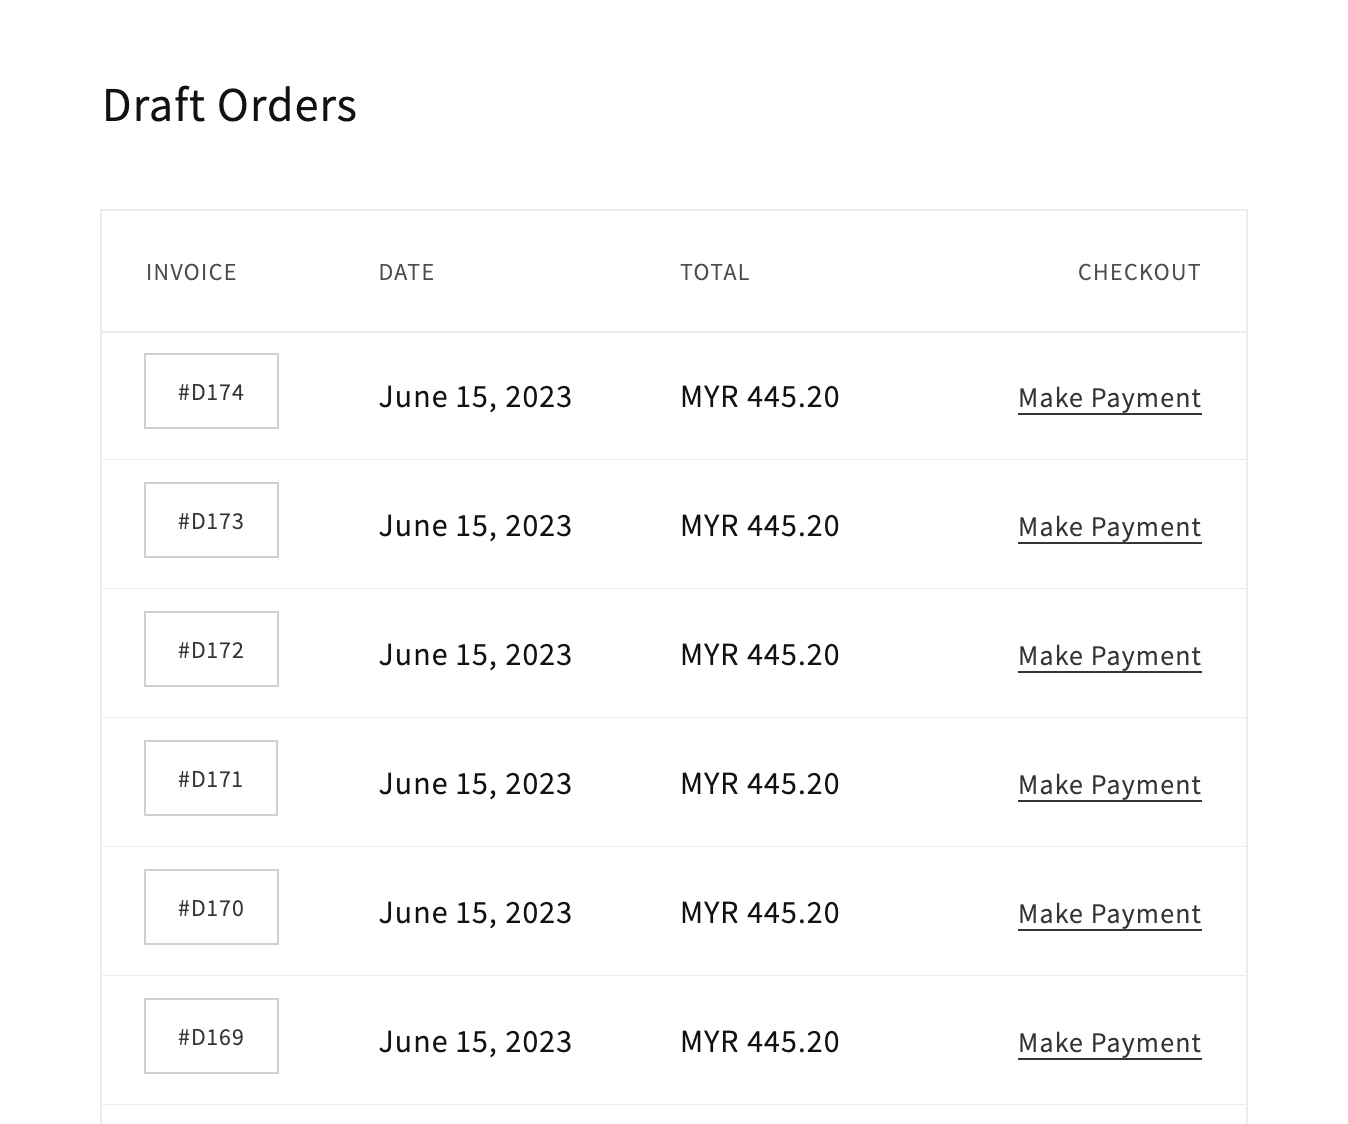 Draft Orders
INVOICE DATE TOTAL CHECKOUT
#D174 June 15, 2023 MYR 445.20 Make Payment
#D173 June 15, 2023 MYR 445.20 Make Payment
#D172 June 15, 2023 MYR 445.20 Make Payment
#D171 June 15, 2023 MYR 445.20 Make Payment
#D170 June 15, 2023 MYR 445.20 Make Payment
#D169 June 15, 2023 MYR 445.20 Make Payment